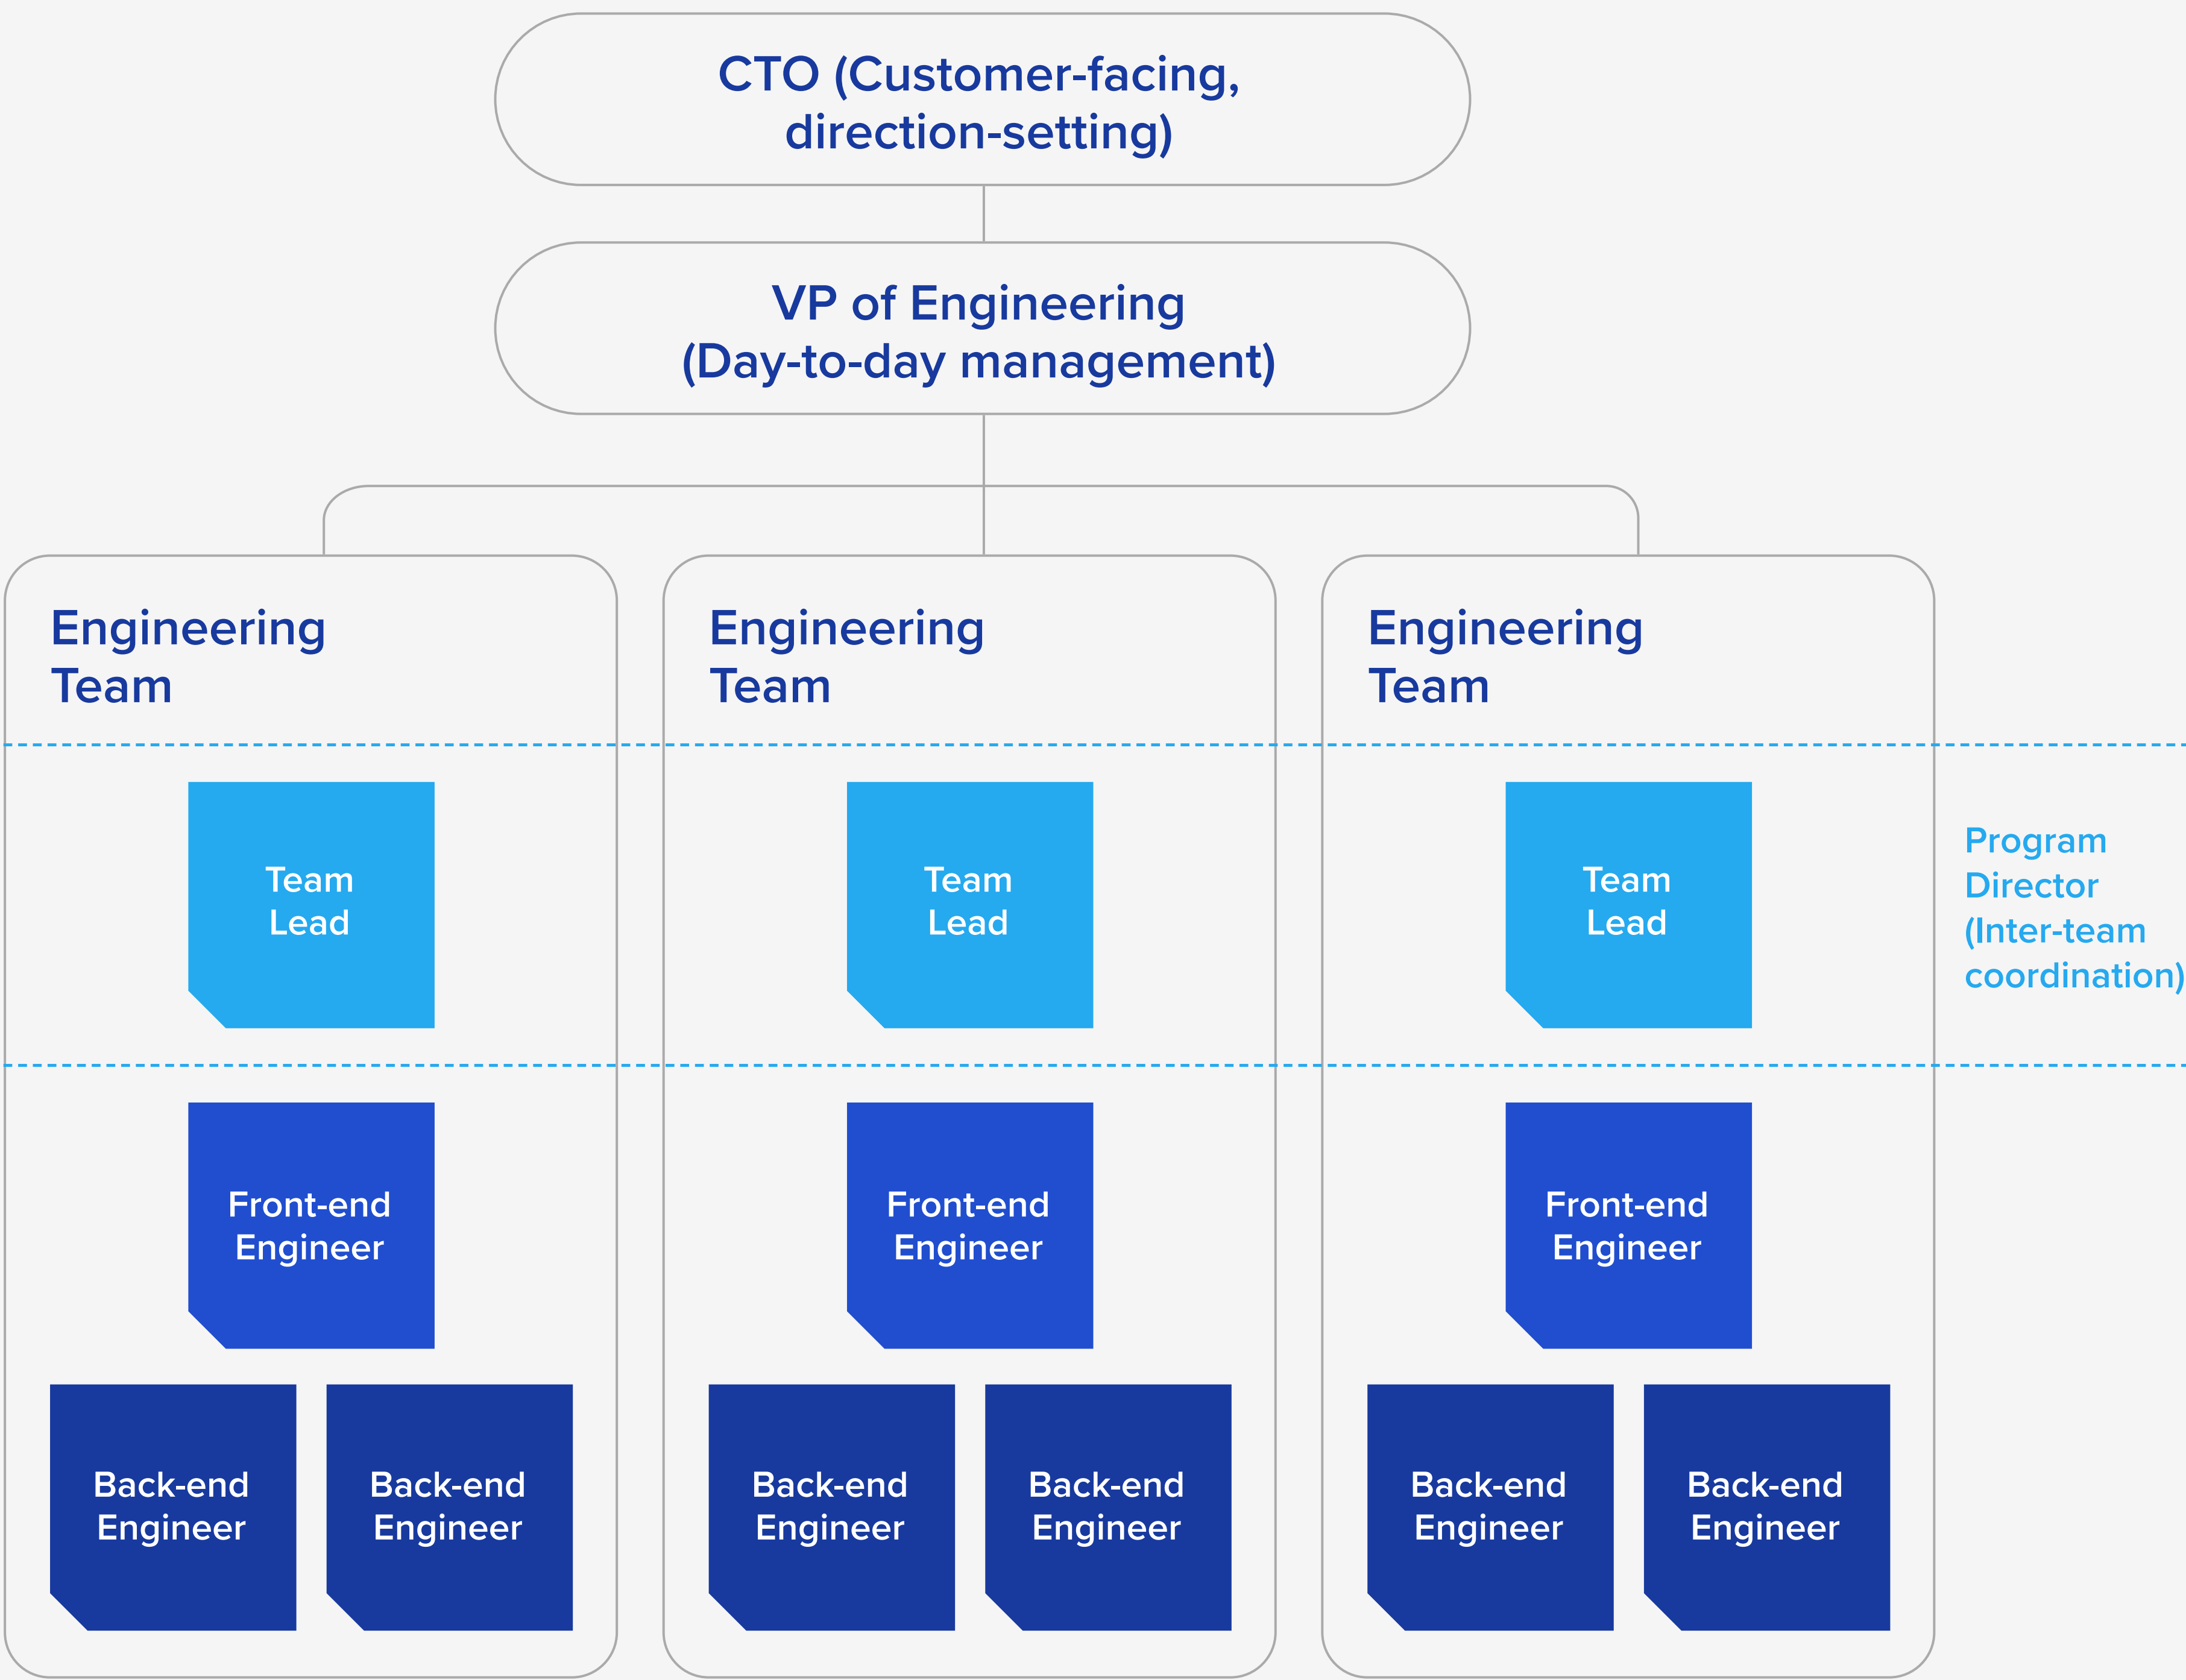 CTO (Customer-facing,
direction-setting)
VP of Engineering
(Day-to-day management)
Engineering
Team
Engineering
Team
Engineering
Team
Team
Lead
Team
Lead
Team
Lead
Program
Director
(Inter-team
coordination)
Front-end
Engineer
Front-end
Engineer
Front-end
Engineer
Back-end
Engineer
Back-end
Engineer
Back-end
Engineer
Back-end
Engineer
Back-end
Engineer
Back-end
Engineer